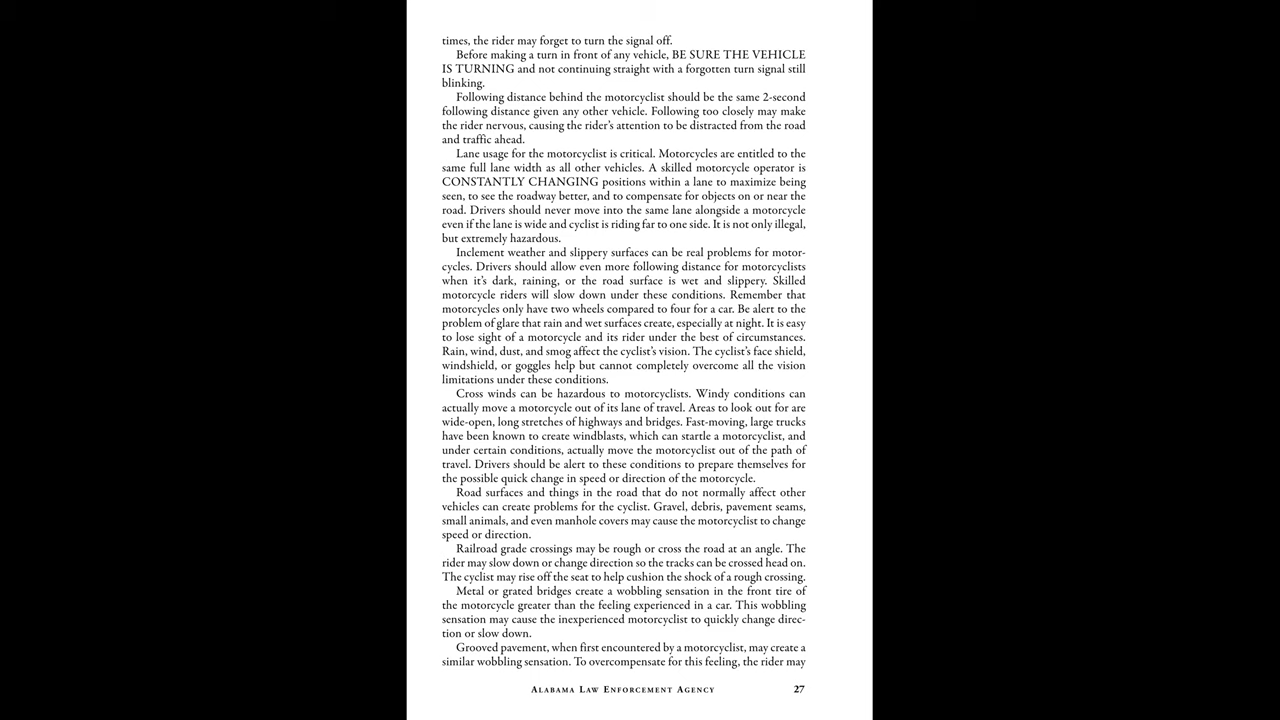 times, the rider may forget to turn the signal off.
Before making a turn in front of any vehicle, BE SURE THE VEHICLE
IS TURNING and not continuing straight with a forgotten turn signal still
blinking.
Following distance behind the motorcyclist should be the same 2-second
following distance given any other vehicle. Following too closely may make
the rider nervous, causing the rider's attention to be distracted from the road
and traffic ahead.
Lane usage for the motorcyclist is critical. Motorcycles are entitled to the
same full lane width as all other vehicles. A skilled motorcycle operator is
CONSTANTLY CHANGING positions within a lane to maximize being
seen, to see the roadway better, and to compensate for objects on or near the
road. Drivers should never move into the same lane alongside a motorcycle
even if the lane is wide and cyclist is riding far to one side. It is not only illegal,
but extremely hazardous.
Inclement weather and slippery surfaces can be real problems for motor-
cycles. Drivers should allow even more following distance for motorcyclists
when it's dark, raining, or the road surface is wet and slippery. Skilled
motorcycle riders will slow down under these conditions. Remember that
motorcycles only have two wheels compared to four for a car. Be alert to the
problem of glare that rain and wet surfaces create, especially at night. It is easy
to lose sight of a motorcycle and its rider under the best of circumstances.
Rain, wind, dust, and smog affect the cyclist's vision. The cyclist's face shield,
windshield, or goggles help but cannot completely overcome all the vision
limitations under these conditions.
Cross winds can be hazardous to motorcyclists. Windy conditions can
actually move a motorcycle out of its lane of travel. Areas to look out for are
wide-open, long stretches of highways and bridges. Fast-moving, large trucks
have been known to create windblasts, which can startle a motorcyclist, and
under certain conditions, actually move the motorcyclist out of the path of
travel. Drivers should be alert to these conditions to prepare themselves for
the possible quick change in speed or direction of the motorcycle.
Road surfaces and things in the road that do not normally affect other
vehicles can create problems for the cyclist. Gravel, debris, pavement seams,
small animals, and even manhole covers may cause the motorcyclist to change
speed or direction.
Railroad grade crossings may be rough or cross the road at an angle. The
rider may slow down or change direction so the tracks can be crossed head on.
The cyclist may rise off the seat to help cushion the shock of a rough crossing.
Metal or grated bridges create a wobbling sensation in the front tire of
the motorcycle greater than the feeling experienced in a car. This wobbling
sensation may cause the inexperienced motorcyclist to quickly change direc-
tion or slow down.
Grooved pavement, when first encountered by a motorcyclist, may create a
similar wobbling sensation. To overcompensate for this feeling, the rider may
Alabama Law Enforcement Agency 27